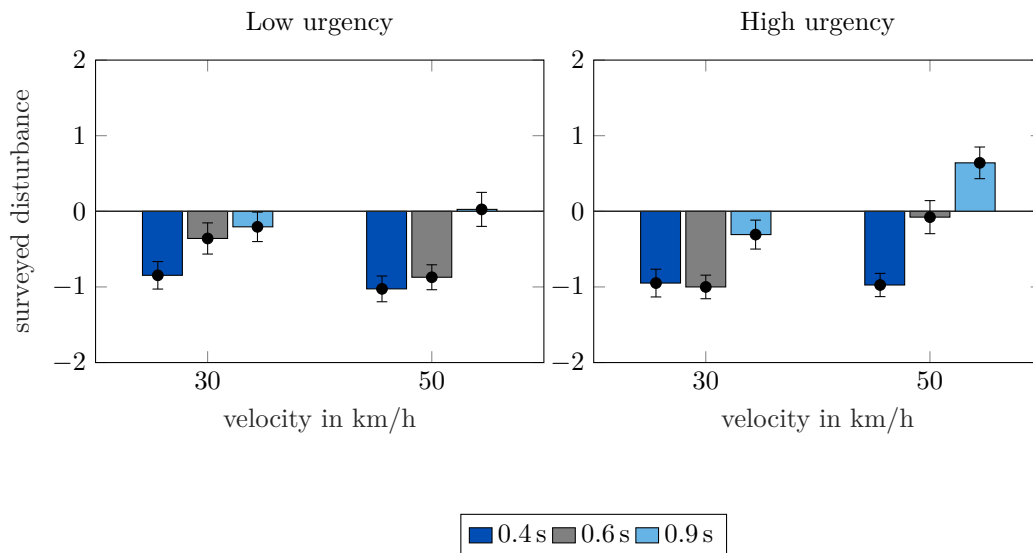 Low urgency
High urgency
surveyed disturbance
2
1
0
−1
−2
30
50
velocity in km/h
2
1
0
−1
−2
30
50
velocity in km/h
0.4 s
0.6 s
0.9 s